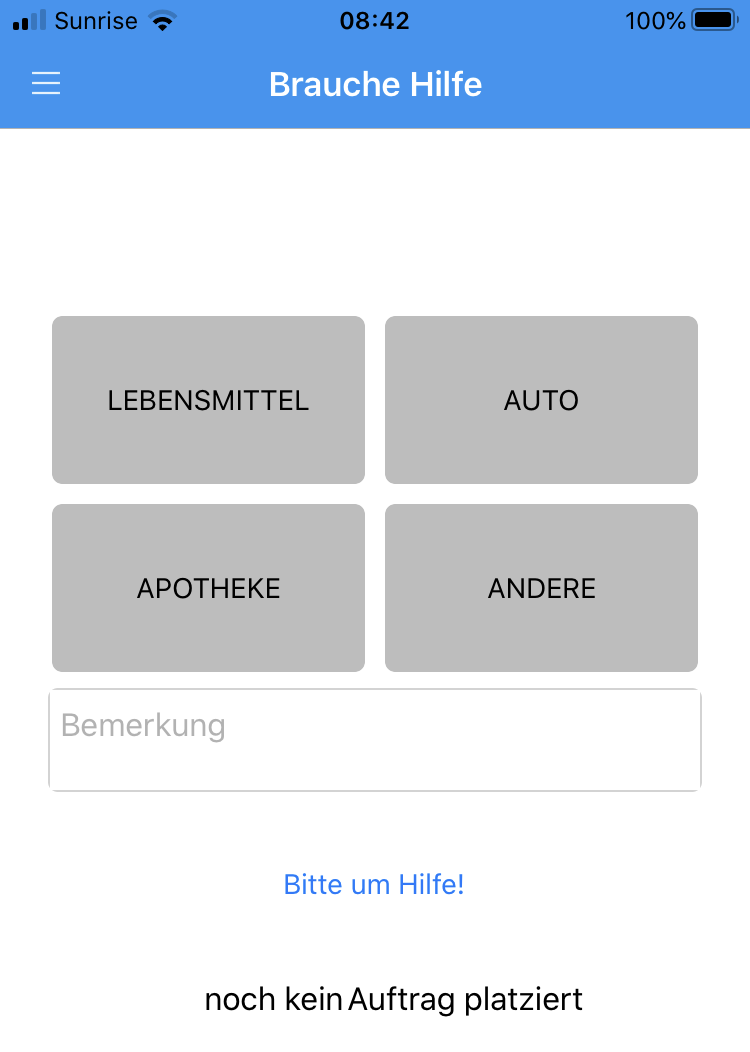 Sunrise 08:42 100%
Brauche Hilfe
LEBENSMITTEL AUTO
APOTHEKE ANDERE
Bemerkung
Bitte um Hilfe!
noch kein Auftrag platziert